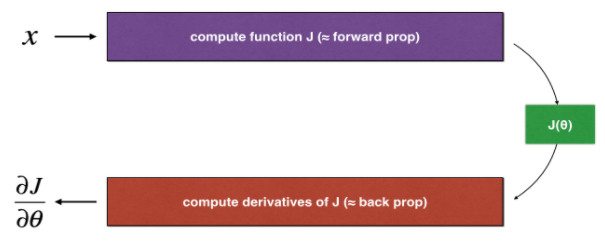 x
compute function J (≈ forward prop)
J(θ)
∂J
∂θ
compute derivatives of J (≈ back prop)